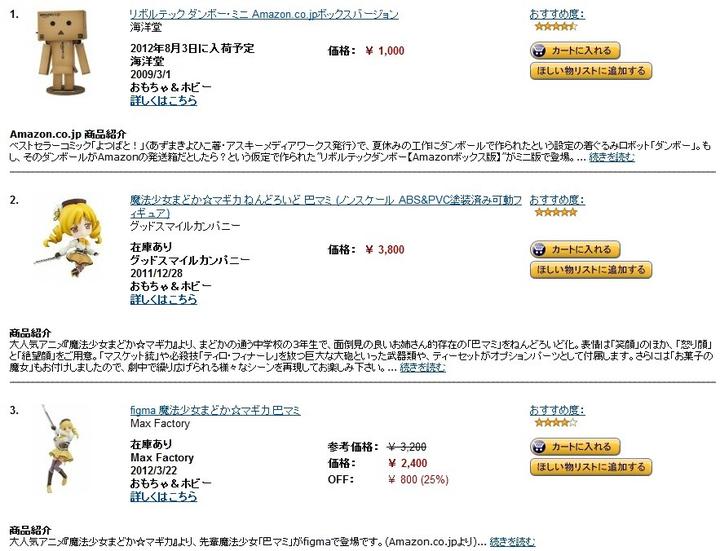 1.
リボルテック ダンボー・ミニ Amazon.co.jpボックスバージョン
海洋堂
2012年8月3日に入荷予定
海洋堂
2009/3/1
おもちゃ&ホビー
詳しくはこちら
価格: ￥ 1,000
おすすめ度:
カートに入れる
ほしい物リストに追加する
Amazon.co.jp 商品紹介
ベストセラーコミック「よつばと!」(あずまきよひこ著・アスキーメディアワークス発行)で、夏休みの工作にダンボールで作られたという設定の着ぐるみロボット「ダンボー」。も
し、そのダンボールがAmazonの発送箱だとしたら?という仮定で作られた"リボルテックダンボー【Amazonボックス版】"がミニ版で登場。... 続きを読む
2.
魔法少女まどか☆マギカ ねんどろいど 巴マミ (ノンスケール ABS&PVC塗装済み可動フ
ィギュア)
グッドスマイルカンパニー
在庫あり
グッドスマイルカンパニー
2011/12/28
おもちゃ&ホビー
詳しくはこちら
価格: ￥ 3,800
おすすめ度:
カートに入れる
ほしい物リストに追加する
商品紹介
大人気アニメ『魔法少女まどか☆マギカ』より、まどかの通う中学校の3年生で、面倒見の良いお姉さん的存在の「巴マミ」をねんどろいど化。表情は「笑顔」のほか、「怒り顔」
と「絶望顔」をご用意。「マスケット銃」や必殺技「ティロ・フィナーレ」を放つ巨大な大砲といった武器類や、ティーセットがオプションパーツとして付属します。さらには「お菓子の
魔女」もお付けしましたので、劇中で繰り広げられる様々なシーンを再現してお楽しみ下さい。... 続きを読む
3.
figma 魔法少女まどか☆マギカ 巴マミ
Max Factory
在庫あり
Max Factory
2012/3/22
おもちゃ&ホビー
詳しくはこちら
参考価格: ￥ 3,200
価格: ￥ 2,400
OFF: ￥ 800 (25%)
おすすめ度:
カートに入れる
ほしい物リストに追加する
商品紹介
大人気アニメ『魔法少女まどか☆マギカ』より、先輩魔法少女「巴マミ」がfigmaで登場です。(Amazon.co.jpより)... 続きを読む